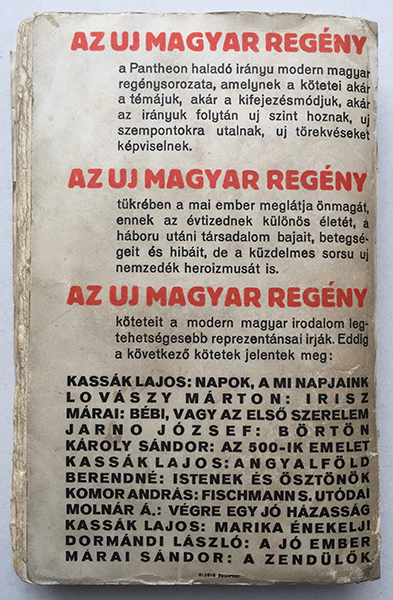 AZ UJ MAGYAR REGÉNY
a Pantheon haladó irányu modern magyar
regénysorozata, amelynek a kötetei akár
a témájuk, akár a kifejezésmódjuk, akár
az irányuk folytán uj szint hoznak, uj
szempontokra utalnak, uj törekvéseket
képviselnek.
AZ UJ MAGYAR REGÉNY
tükrében a mai ember meglátja önmagát,
ennek az évtizednek különös életét, a
háboru utáni társadalom bajait, betegsé-
geit és hibáit, de a küzdelmes sorsu uj
nemzedék heroizmusát is.
AZ UJ MAGYAR REGÉNY
köteteit a modern magyar irodalom leg-
tehetségesebb reprezentánsai irják. Eddig
a következő kötetek jelentek meg:
KASSÁK LAJOS: NAPOK, A MI NAPJAINK
LOVÁSZY MÁRTON: IRISZ
MÁRAI: BÉBI, VAGY AZ ELSŐ SZERELEM
JARNO JÓZSEF: BÖRTÖN
KÁROLY SÁNDOR: AZ 500-IK EMELET
KASSÁK LAJOS: ANGYALFÖLD
BERENDNÉ: ISTENEK ÉS ÖSZTÖNÖK
KOMOR ANDRÁS: FISCHMANN S. UTÓDAI
MOLNÁR Á.: VÉGRE EGY JÓ HÁZASSÁG
KASSÁK LAJOS: MARIKA ÉNEKELJ!
DORMÁNDI LÁSZLÓ: A JÓ EMBER
MÁRAI SÁNDOR: A ZENDÜLŐK
GLOBUS BUDAPEST